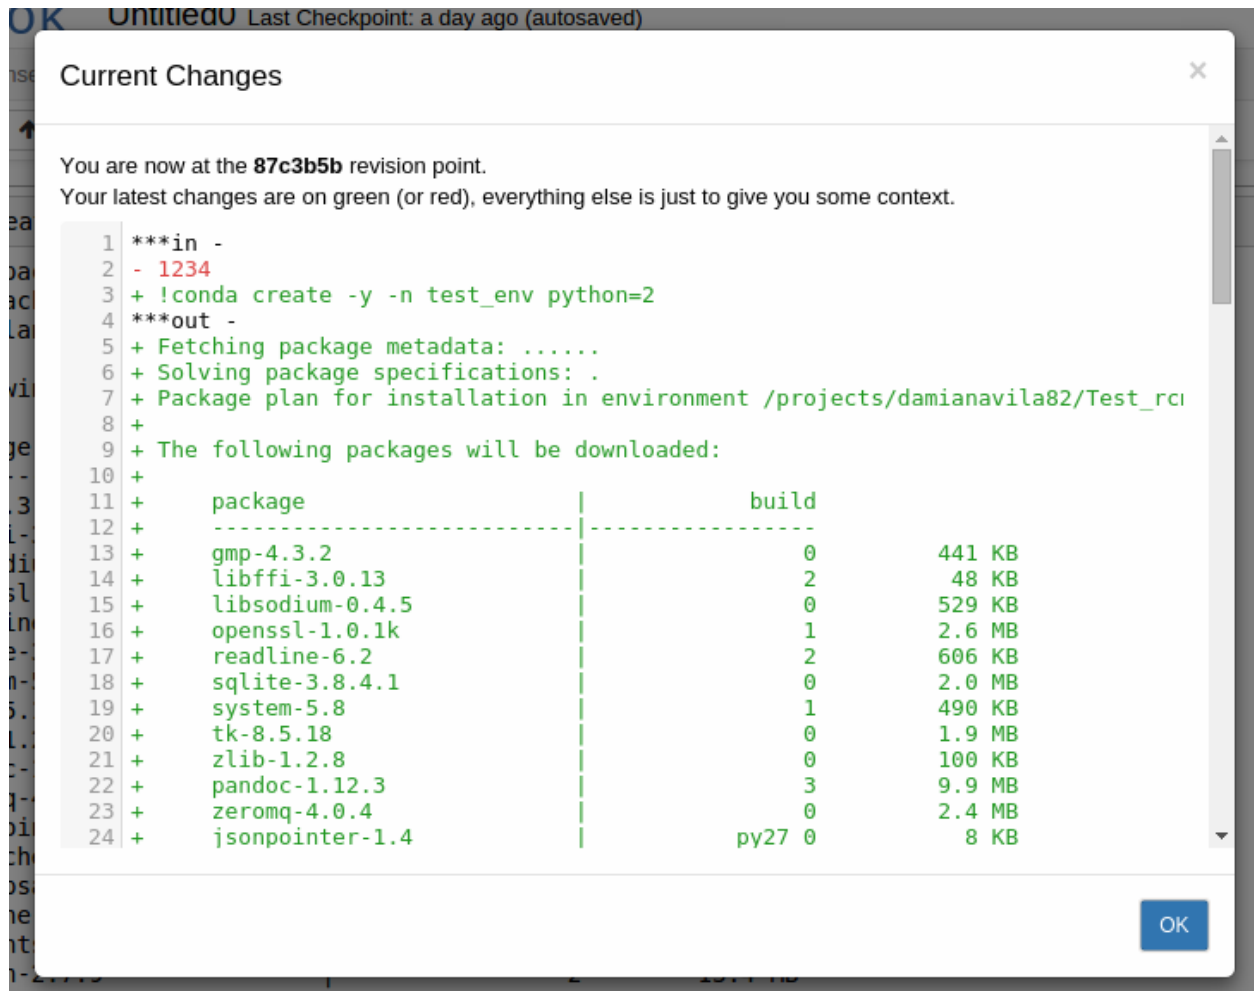 OK Untitled0 Last Checkpoint: a day ago (autosaved)
Current Changes ×
You are now at the 87c3b5b revision point.
Your latest changes are on green (or red), everything else is just to give you some context.
1 ***in -
2 - 1234
3 + !conda create -y -n test_env python=2
4 ***out -
5 + Fetching package metadata: ......
6 + Solving package specifications: .
7 + Package plan for installation in environment /projects/damianavila82/Test_rc
8 +
9 + The following packages will be downloaded:
10 +
11 + package | build
12 + ---------------------------|-----------------
13 + gmp-4.3.2 | 0 441 KB
14 + libffi-3.0.13 | 2 48 KB
15 + libsodium-0.4.5 | 0 529 KB
16 + openssl-1.0.1k | 1 2.6 MB
17 + readline-6.2 | 2 606 KB
18 + sqlite-3.8.4.1 | 0 2.0 MB
19 + system-5.8 | 1 490 KB
20 + tk-8.5.18 | 0 1.9 MB
21 + zlib-1.2.8 | 0 100 KB
22 + pandoc-1.12.3 | 3 9.9 MB
23 + zeromq-4.0.4 | 0 2.4 MB
24 + jsonpointer-1.4 | py27_0 8 KB
OK